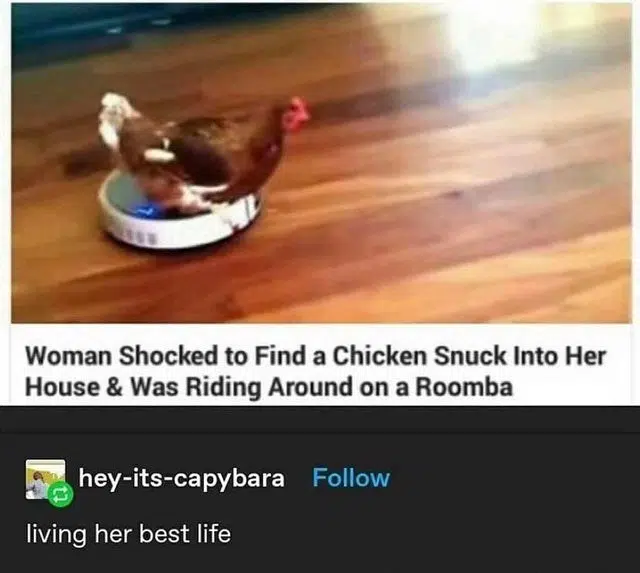 Woman Shocked to Find a Chicken Snuck Into Her
House & Was Riding Around on a Roomba
hey-its-capybara Follow
living her best life